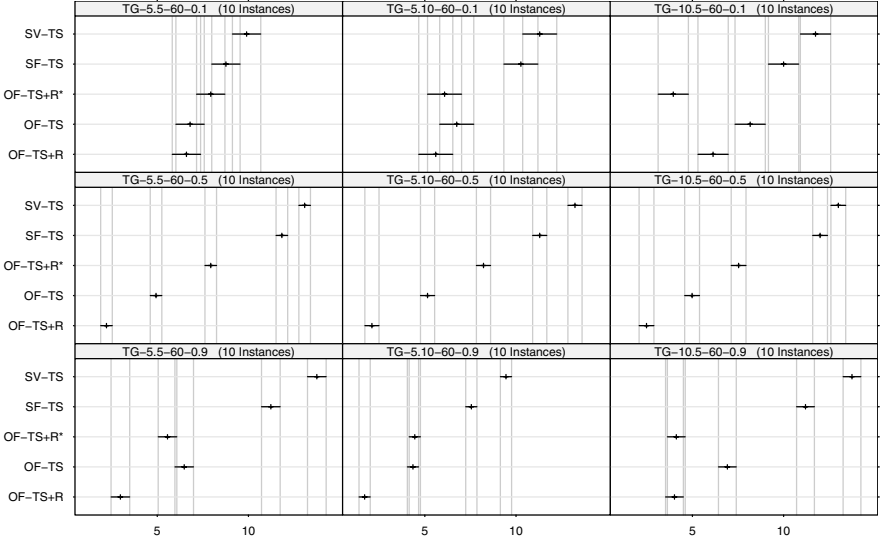 TG−5.5−60−0.1 (10 Instances) TG−5.10−60−0.1 (10 Instances) TG−10.5−60−0.1 (10 Instances)
SV−TS
SF−TS
OF−TS+R*
OF−TS
OF−TS+R
TG−5.5−60−0.5 (10 Instances) TG−5.10−60−0.5 (10 Instances) TG−10.5−60−0.5 (10 Instances)
SV−TS
SF−TS
OF−TS+R*
OF−TS
OF−TS+R
TG−5.5−60−0.9 (10 Instances) TG−5.10−60−0.9 (10 Instances) TG−10.5−60−0.9 (10 Instances)
SV−TS
SF−TS
OF−TS+R*
OF−TS
OF−TS+R
5 10 5 10 5 10